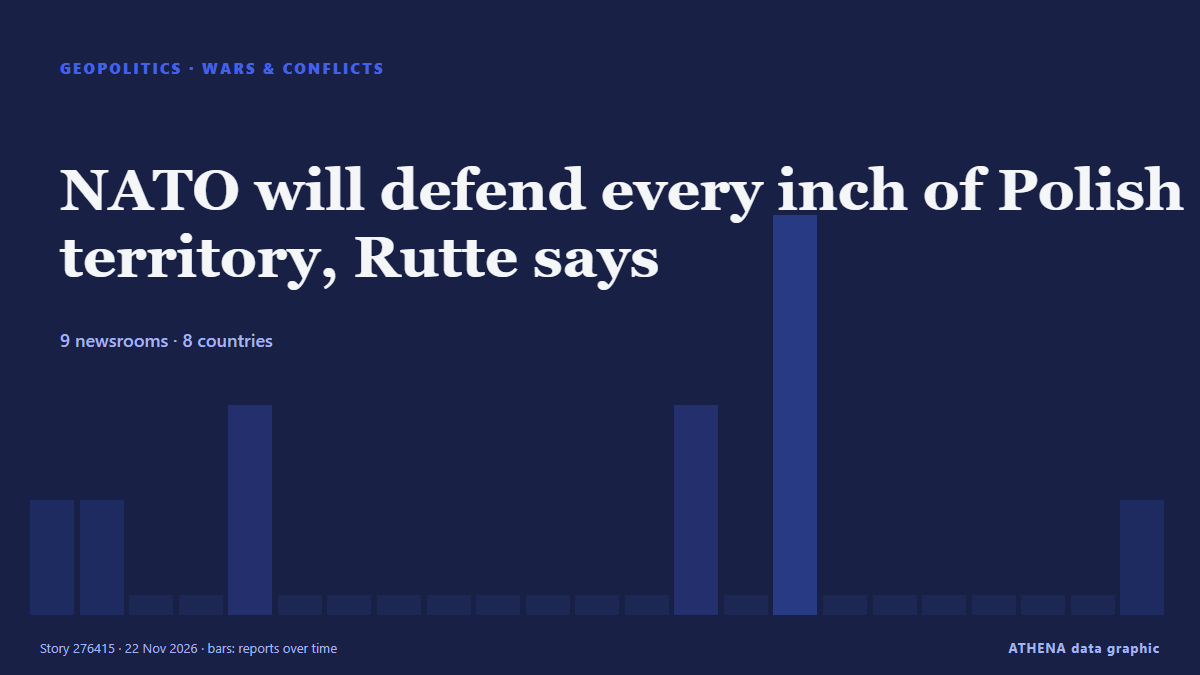 GEOPOLITICS · WARS & CONFLICTS
NATO will defend every inch of Polish
territory, Rutte says
9 newsrooms · 8 countries
Story 276415 · 22 Nov 2026 · bars: reports over time
ATHENA data graphic